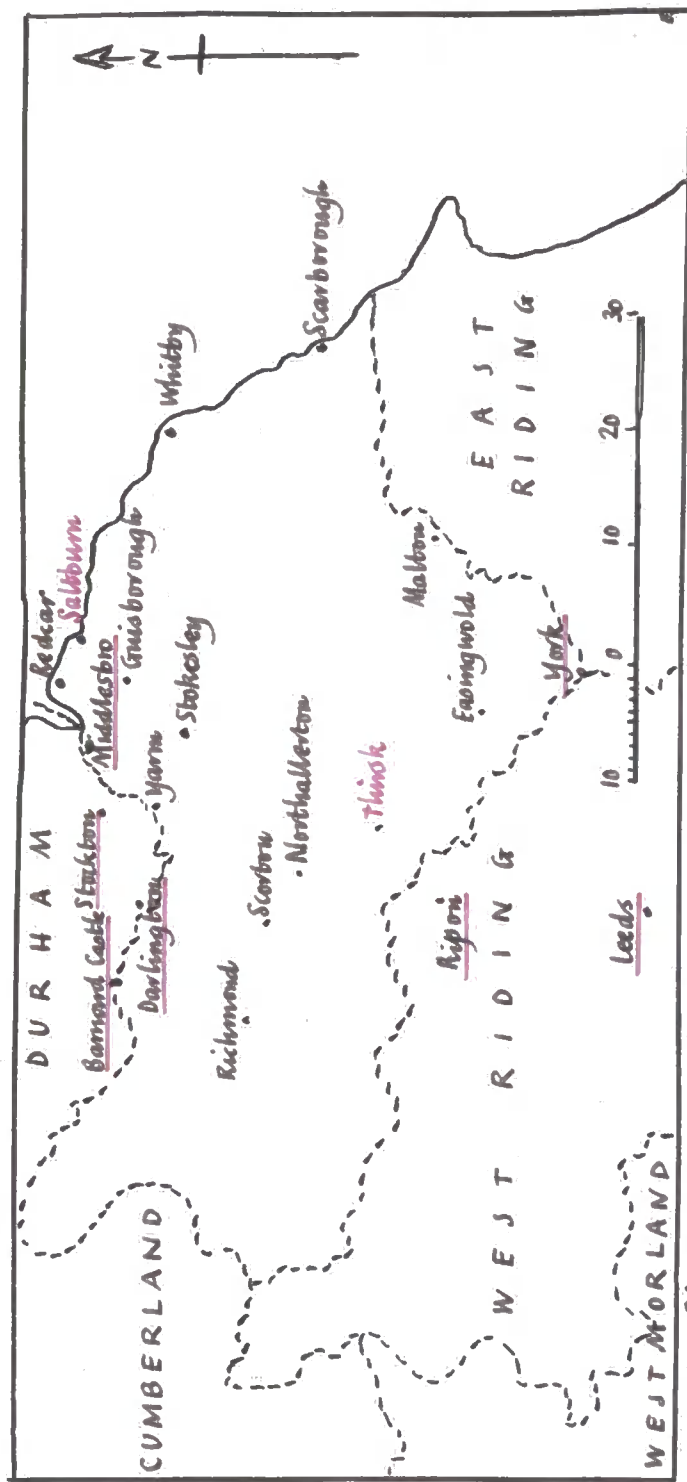 N
DURHAM
Redcar
Saltburn
Barnard Castle
Stockton
Middlesbro
Guisborough
Darlington
Yarm
Whitby
Stokesley
CUMBERLAND
Richmond
Scorton
Northallerton
Scarborough
Thirsk
Malton
Easingwold
Ripon
York
EAST
RIDING
WEST RIDING
Leeds
10 0 10 20 30
WESTMORLAND